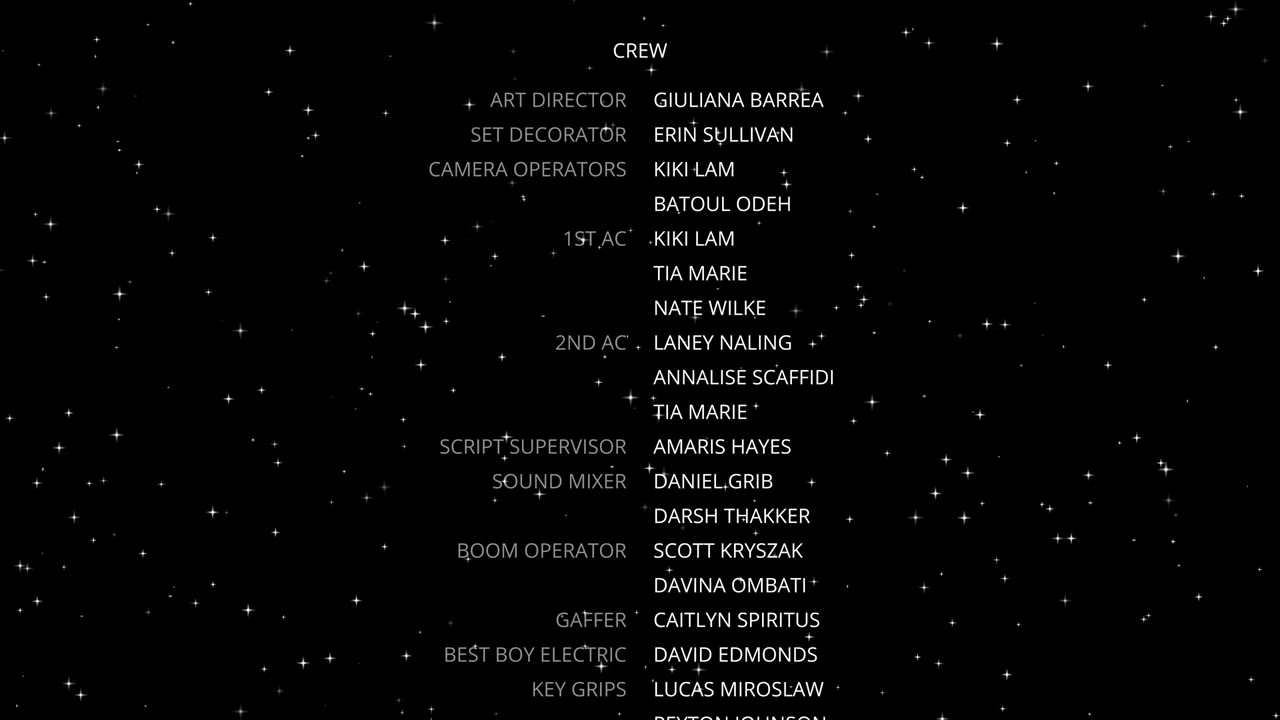 CREW
ART DIRECTOR GIULIANA BARREA
SET DECORATOR ERIN SULLIVAN
CAMERA OPERATORS KIKI LAM
BATOUL ODEH
1ST AC KIKI LAM
TIA MARIE
NATE WILKE
2ND AC LANEY NALING
ANNALISE SCAFFIDI
TIA MARIE
SCRIPT SUPERVISOR AMARIS HAYES
SOUND MIXER DANIEL GRIB
DARSH THAKKER
BOOM OPERATOR SCOTT KRYSZAK
DAVINA OMBATI
GAFFER CAITLYN SPIRITUS
BEST BOY ELECTRIC DAVID EDMONDS
KEY GRIPS LUCAS MIROSLAW